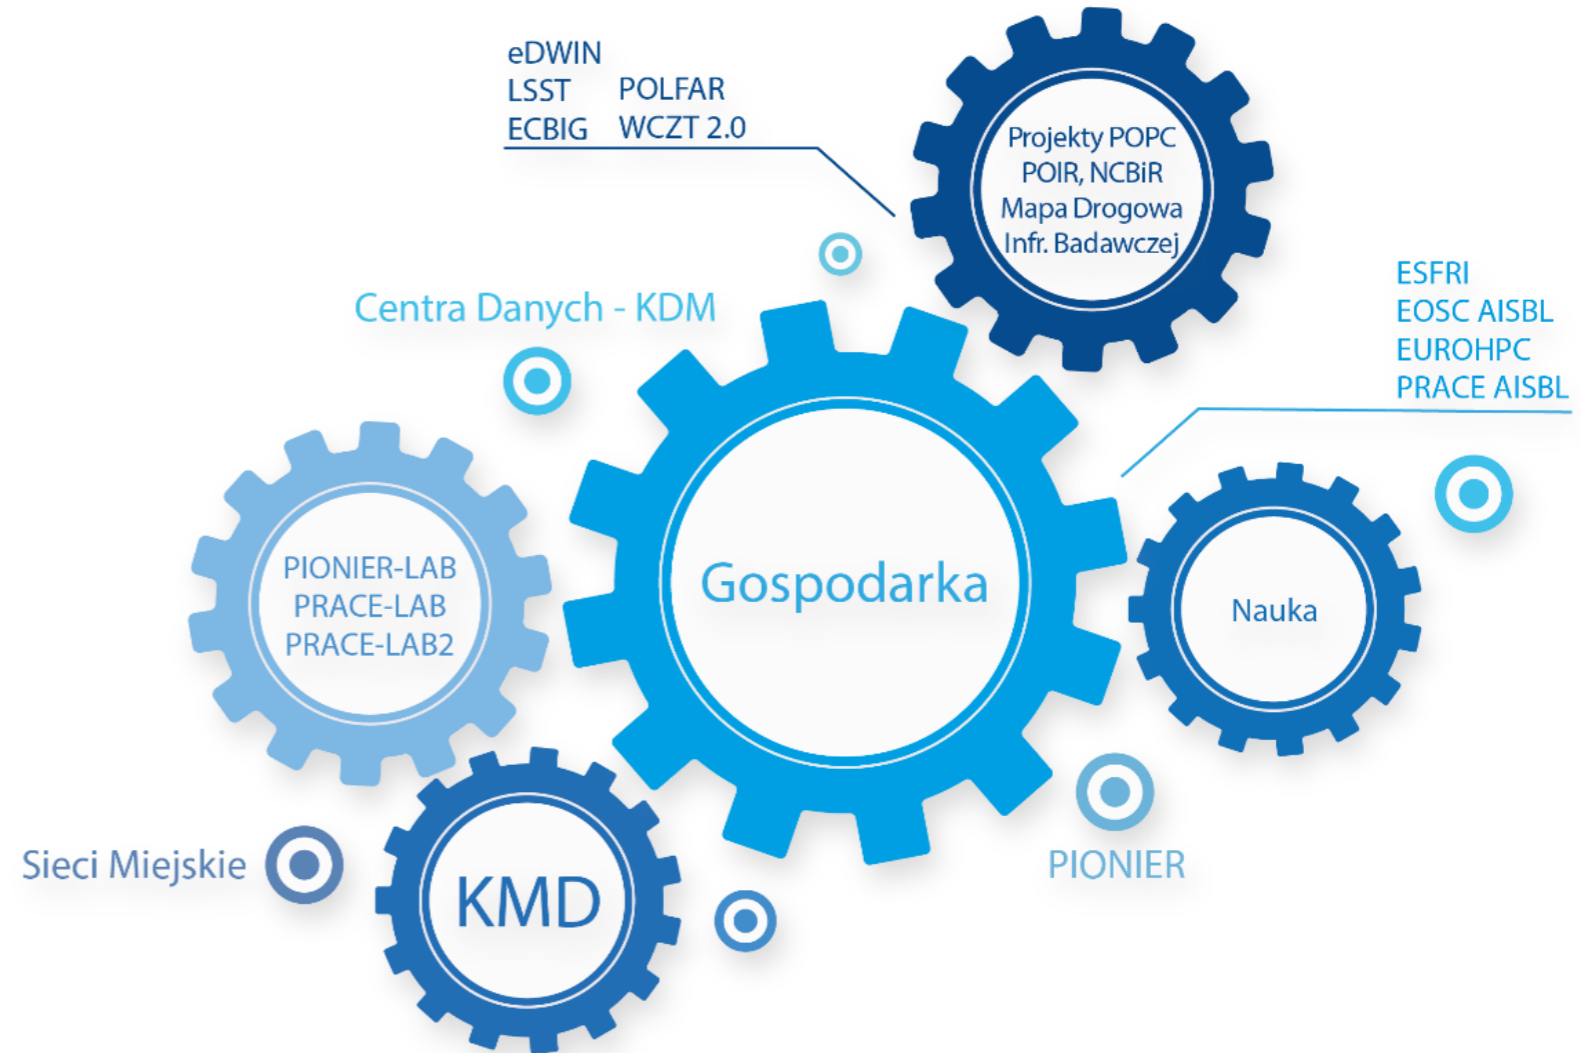 eDWIN
LSST
ECBIG
POLFAR
WCZT 2.0
Projekty POPC
POIR, NCBiR
Mapa Drogowa
Infr. Badawczej
ESFRI
EOSC AISBL
EUROHPC
PRACE AISBL
Centra Danych - KDM
PIONIER-LAB
PRACE-LAB
PRACE-LAB2
Gospodarka
Nauka
Sieci Miejskie
KMD
PIONIER